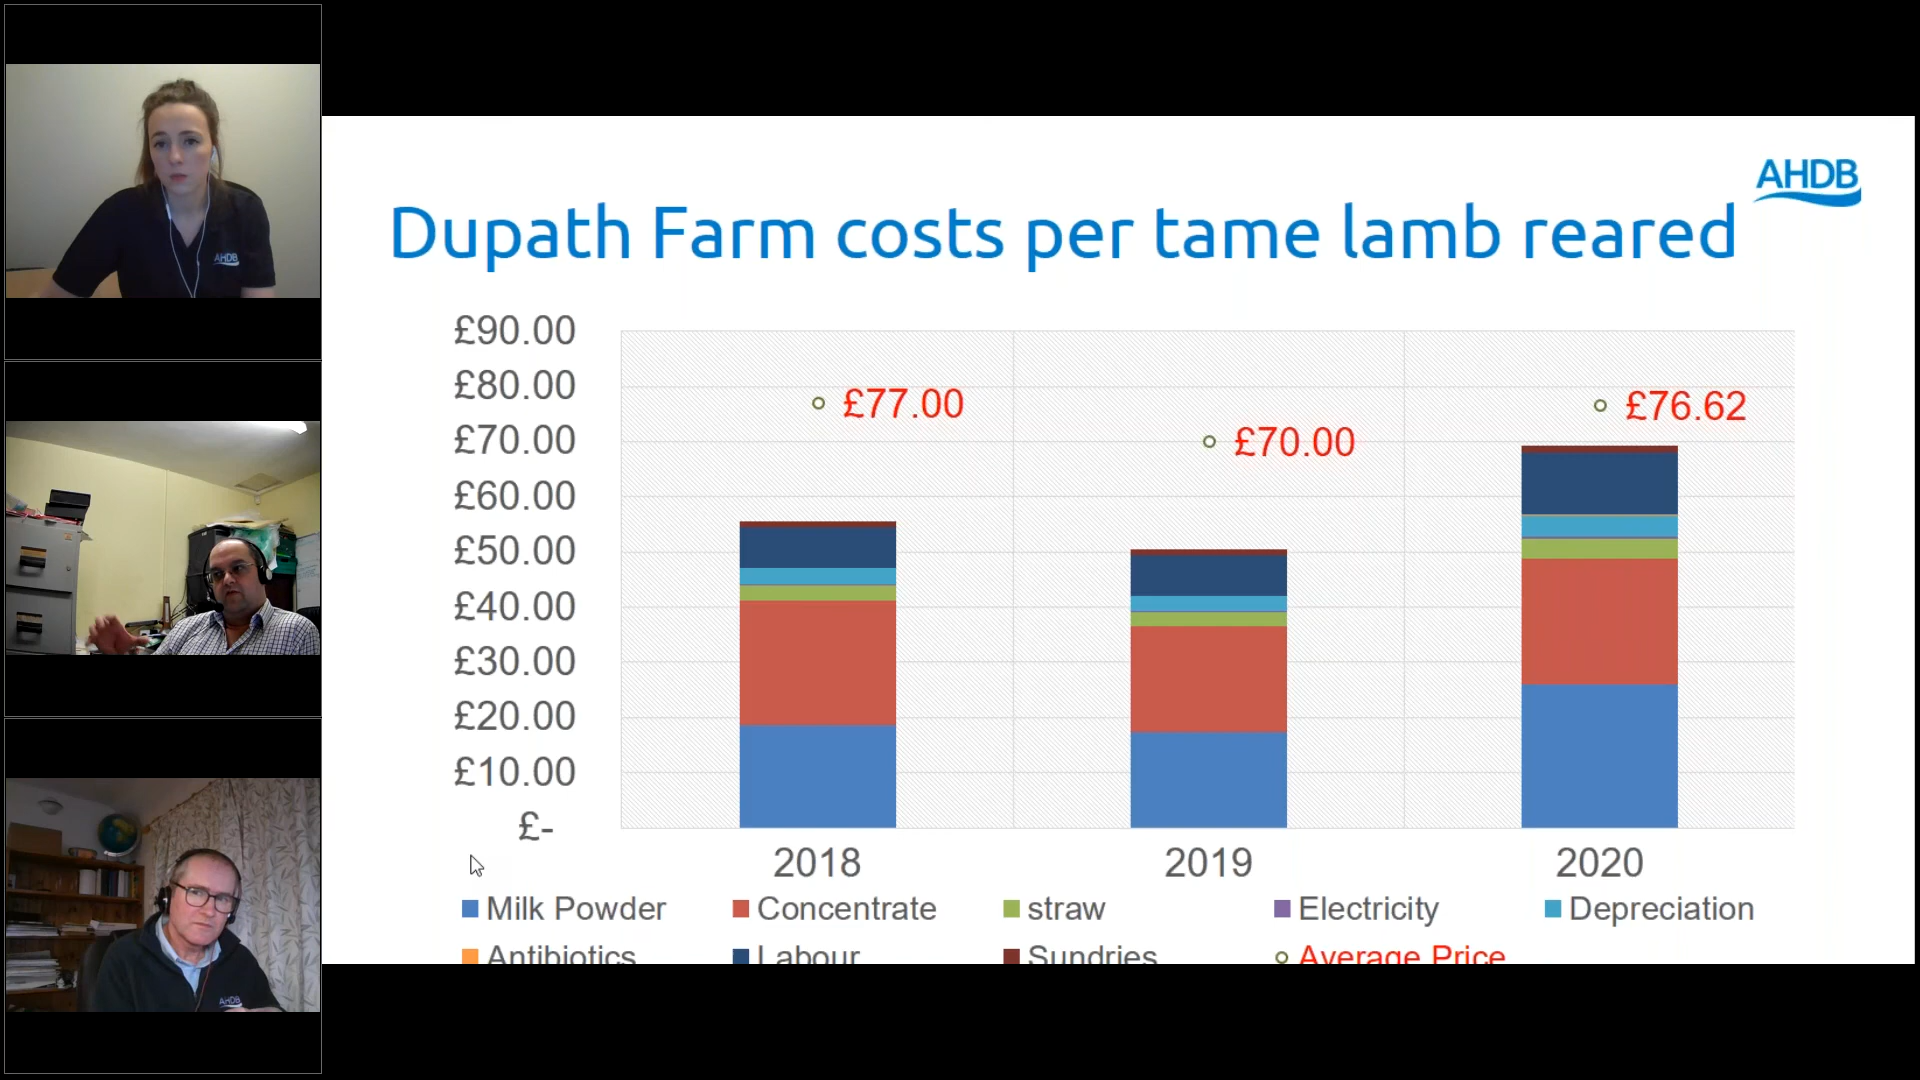 AHDB
Dupath Farm costs per tame lamb reared
£90.00
£80.00
£70.00
£60.00
£50.00
£40.00
£30.00
£20.00
£10.00
£-
£77.00
£70.00
£76.62
2018 2019 2020
Milk Powder Concentrate straw Electricity Depreciation
Antibiotics Labour Sundries Average Price
AHDB
AHDB